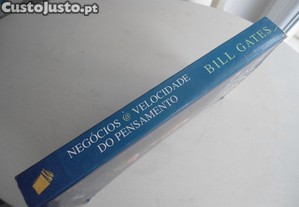 CustoJusto.pt
NEGÓCIOS @ VELOCIDADE
DO PENSAMENTO
BILL GATES